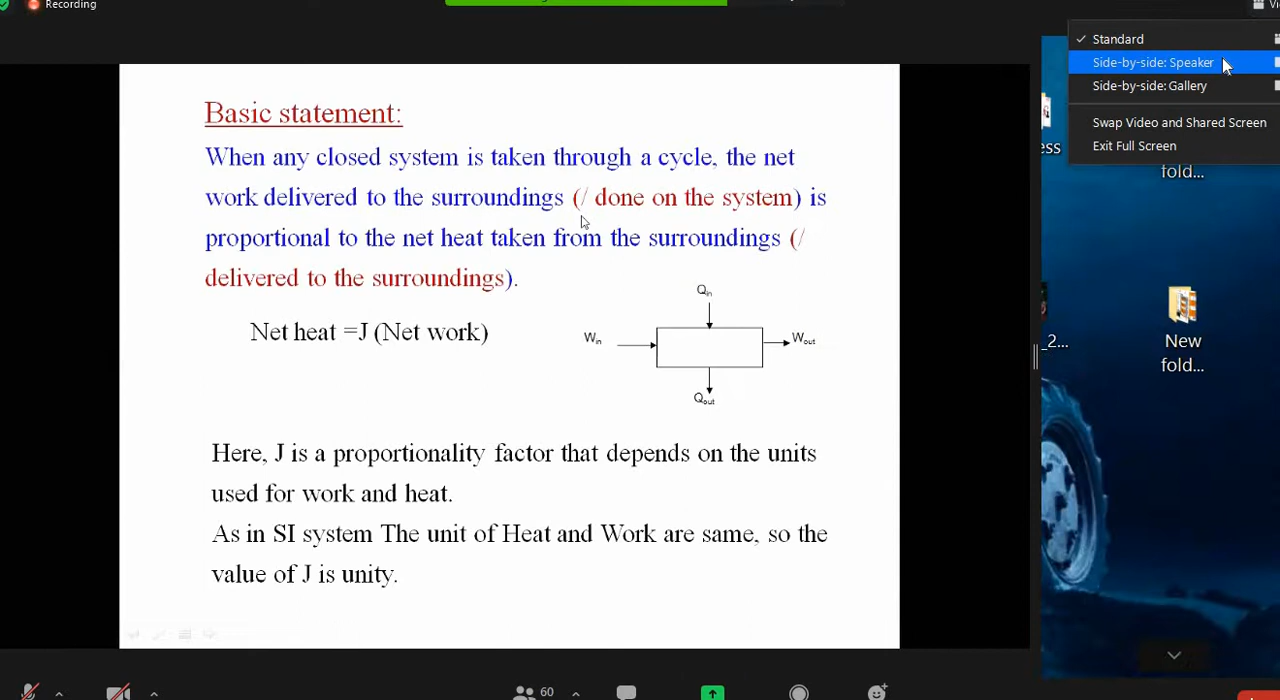 Recording
Standard
Side-by-side: Speaker
Side-by-side: Gallery
Swap Video and Shared Screen
Exit Full Screen
ess
fold...
Basic statement:
When any closed system is taken through a cycle, the net
work delivered to the surroundings (/ done on the system) is
proportional to the net heat taken from the surroundings (/
delivered to the surroundings).
Net heat =J (Net work)
Qin
Win
Wout
Qout
_2...
New
fold...
Here, J is a proportionality factor that depends on the units
used for work and heat.
As in SI system The unit of Heat and Work are same, so the
value of J is unity.
60